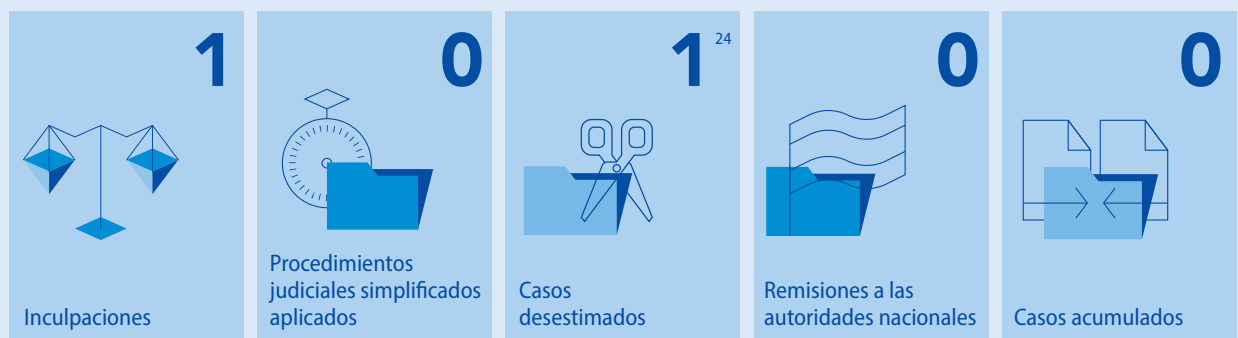 1
Inculpaciones
0
Procedimientos
judiciales simplificados
aplicados
1 24
Casos
desestimados
0
Remisiones a las
autoridades nacionales
0
Casos acumulados